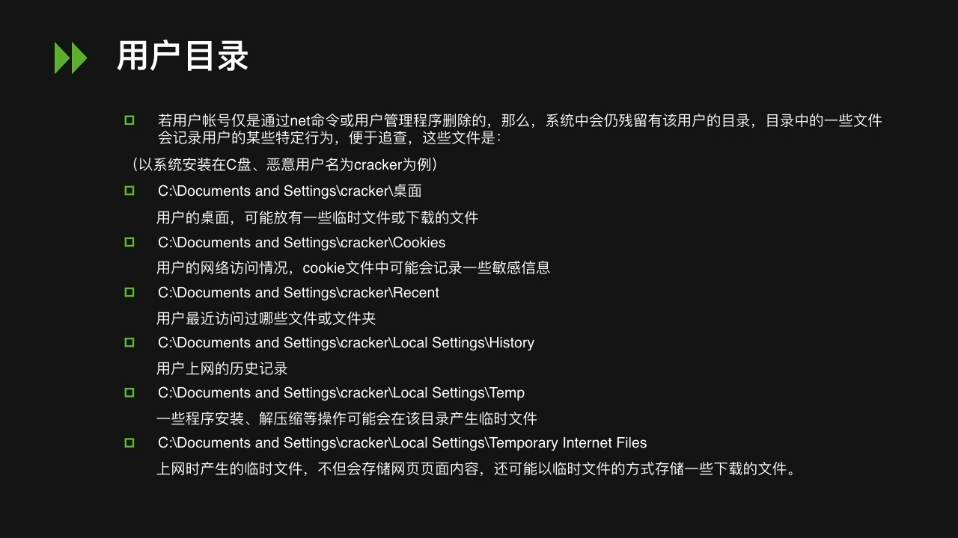 用户目录
若用户帐号仅是通过net命令或用户管理程序删除的，那么，系统中会仍残留有该用户的目录，目录中的一些文件
会记录用户的某些特定行为，便于追查，这些文件是：
（以系统安装在C盘、恶意用户名为cracker为例）
C:\Documents and Settings\cracker\桌面
用户的桌面，可能放有一些临时文件或下载的文件
C:\Documents and Settings\cracker\Cookies
用户的网络访问情况，cookie文件中可能会记录一些敏感信息
C:\Documents and Settings\cracker\Recent
用户最近访问过哪些文件或文件夹
C:\Documents and Settings\cracker\Local Settings\History
用户上网的历史记录
C:\Documents and Settings\cracker\Local Settings\Temp
一些程序安装、解压缩等操作可能会在该目录产生临时文件
C:\Documents and Settings\cracker\Local Settings\Temporary Internet Files
上网时产生的临时文件，不但会存储网页页面内容，还可能以临时文件的方式存储一些下载的文件。